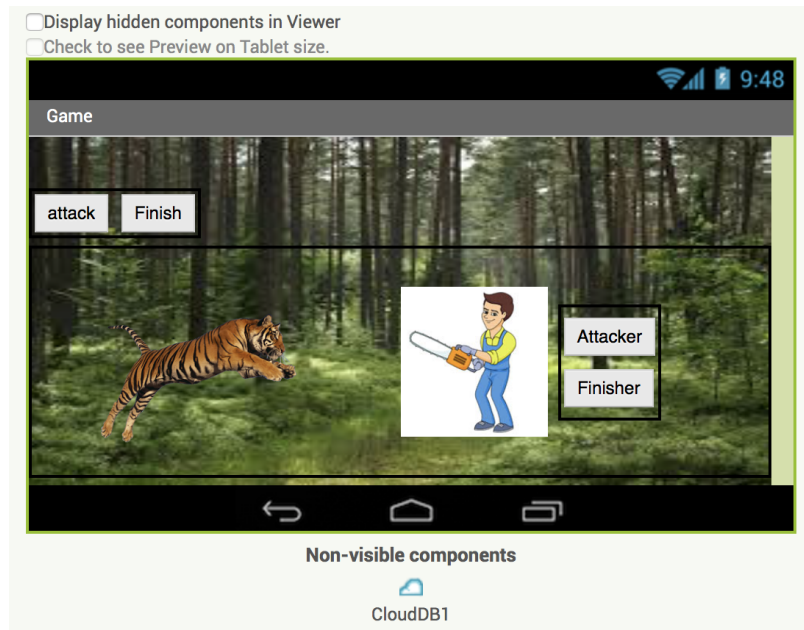 Display hidden components in Viewer
Check to see Preview on Tablet size.
9:48
Game
attack Finish
Attacker
Finisher
Non-visible components
CloudDB1